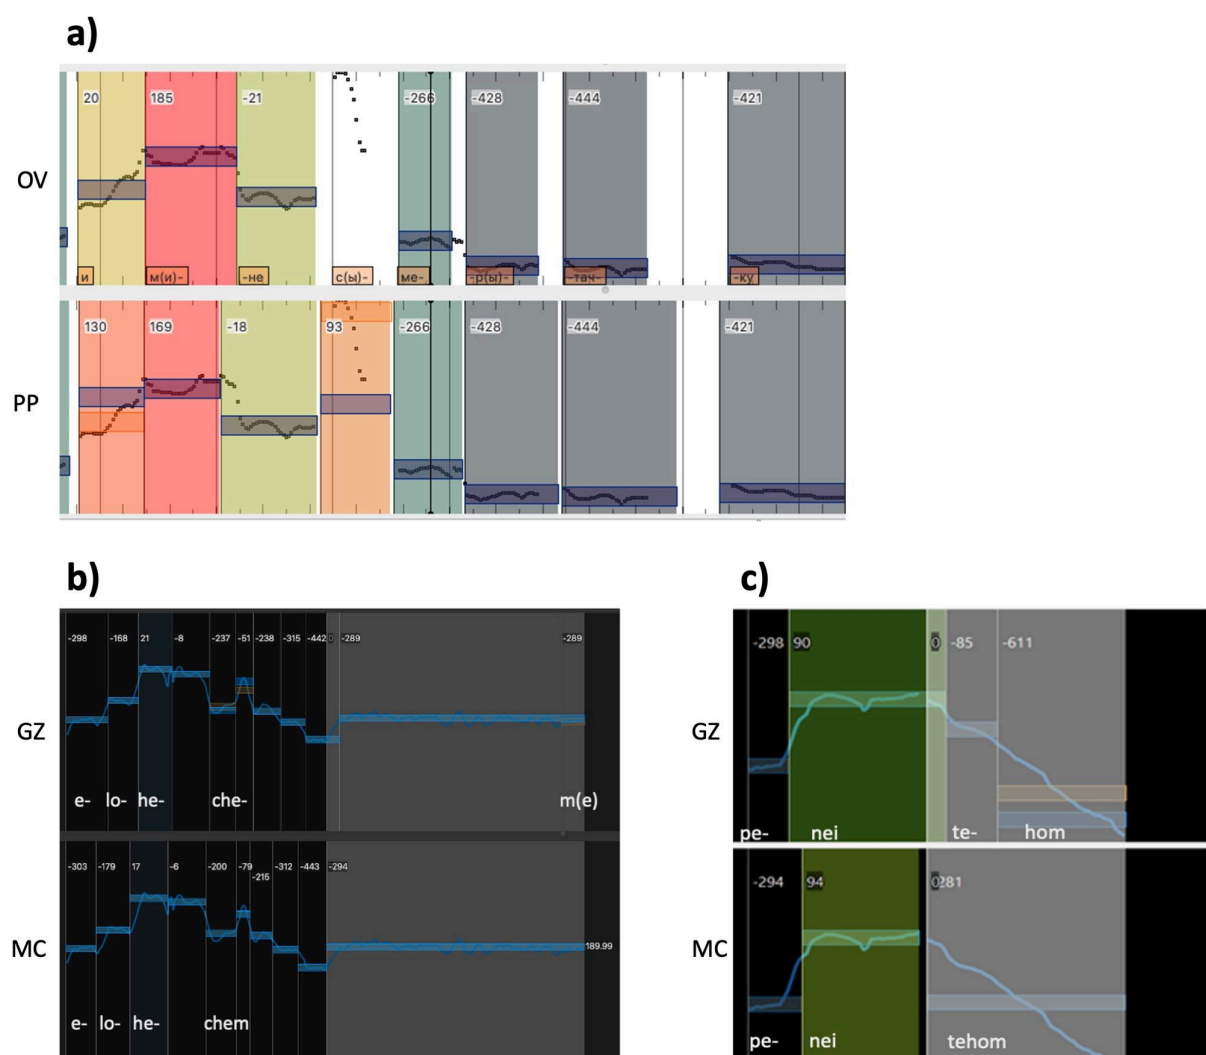 a)
20 185 -21 -266 -428 -444 -421
OV
и м(и)- -не с(ы)- ме- -р(ы)- -тач- -ку
130 169 -18 93 -266 -428 -444 -421
PP
b)
-298 -168 21 -8 -237 -51 -238 -315 -442 0 -289 -289
GZ
e- lo- he- che- m(e)
-303 -179 17 -6 -200 -79 -215 -312 -443 -294
MC 189.99
e- lo- he- chem
c)
-298 90 0 -85 -611
GZ
pe- nei te- hom
-294 94 0281
MC
pe- nei tehom